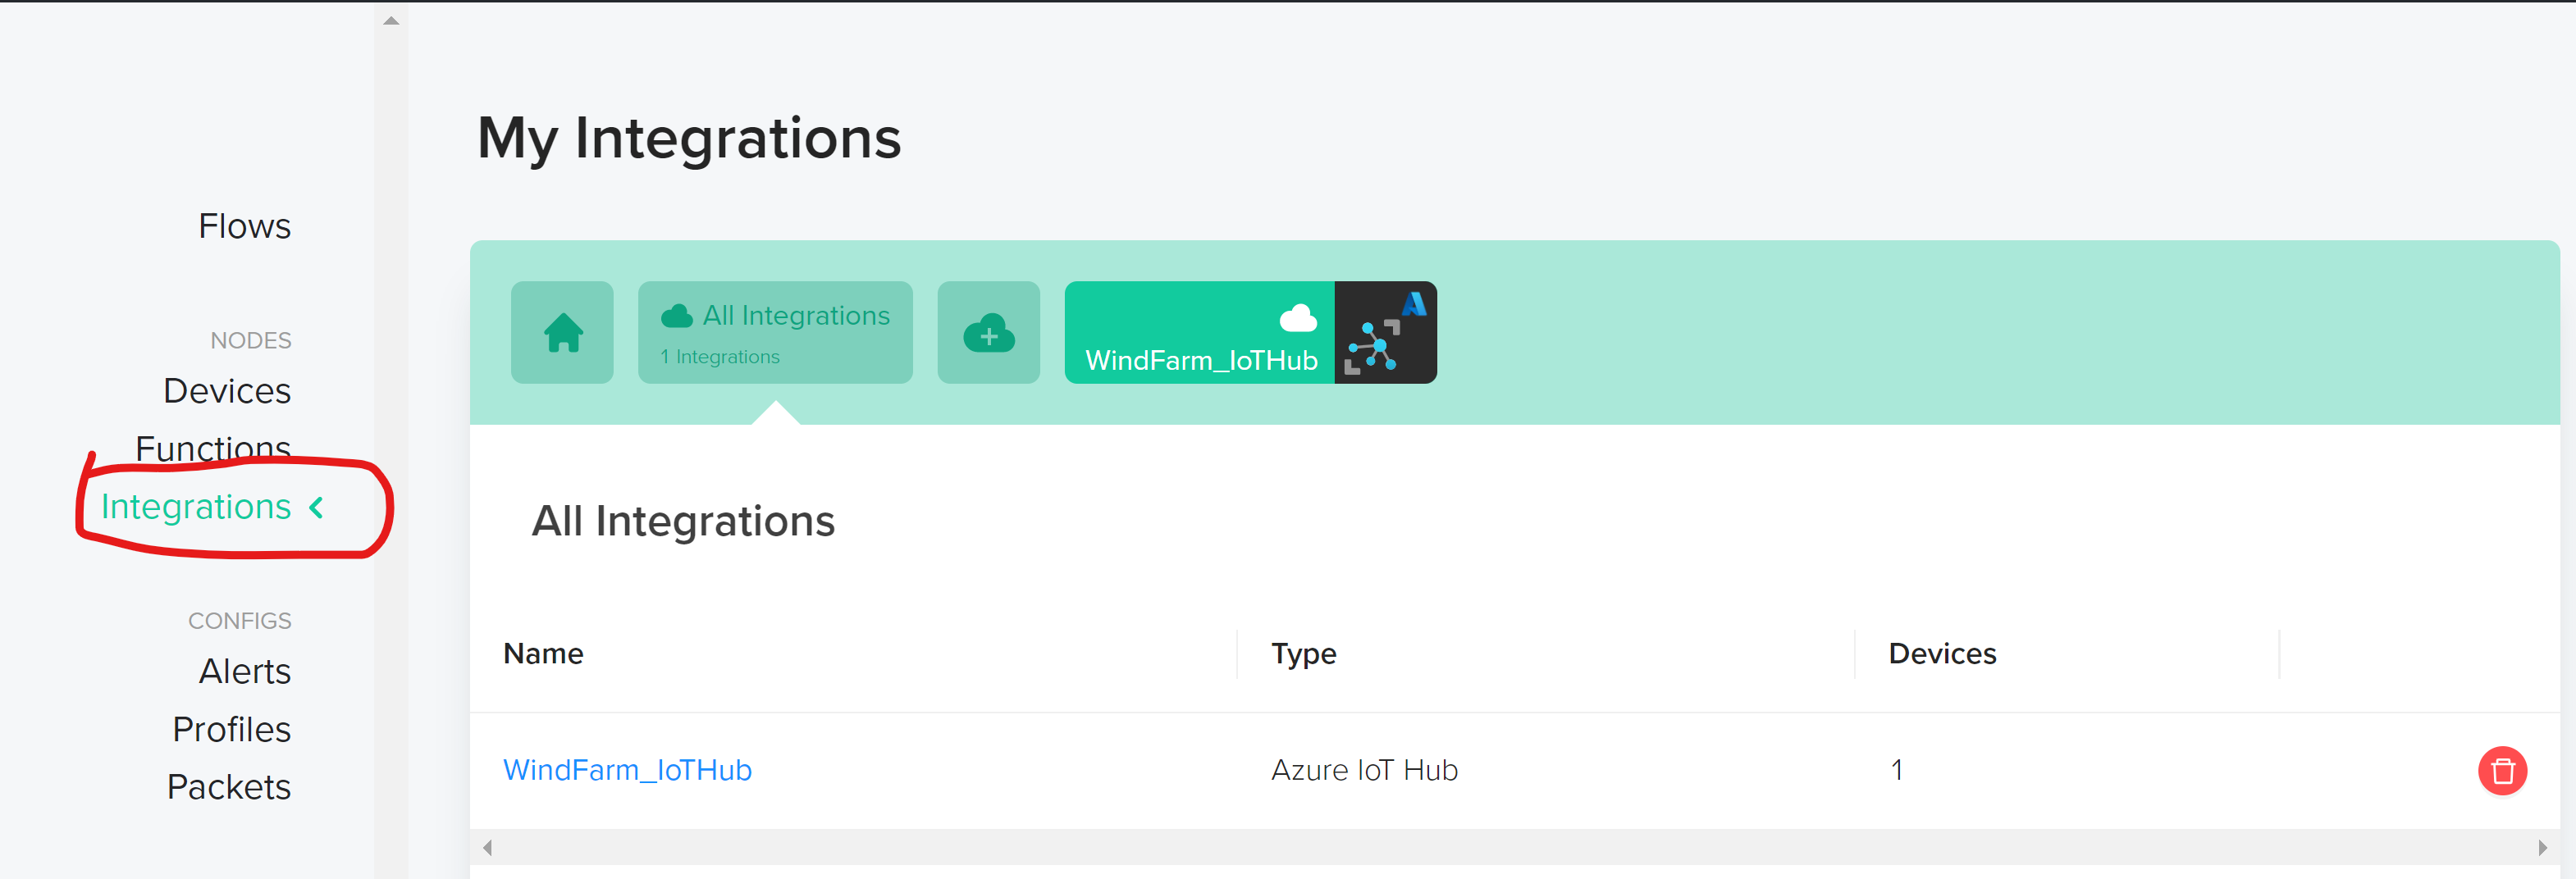 My Integrations
Flows
NODES
Devices
Functions
Integrations
CONFIGS
Alerts
Profiles
Packets
All Integrations
1 Integrations
WindFarm_IoTHub
All Integrations
Name Type Devices
WindFarm_IoTHub Azure IoT Hub 1